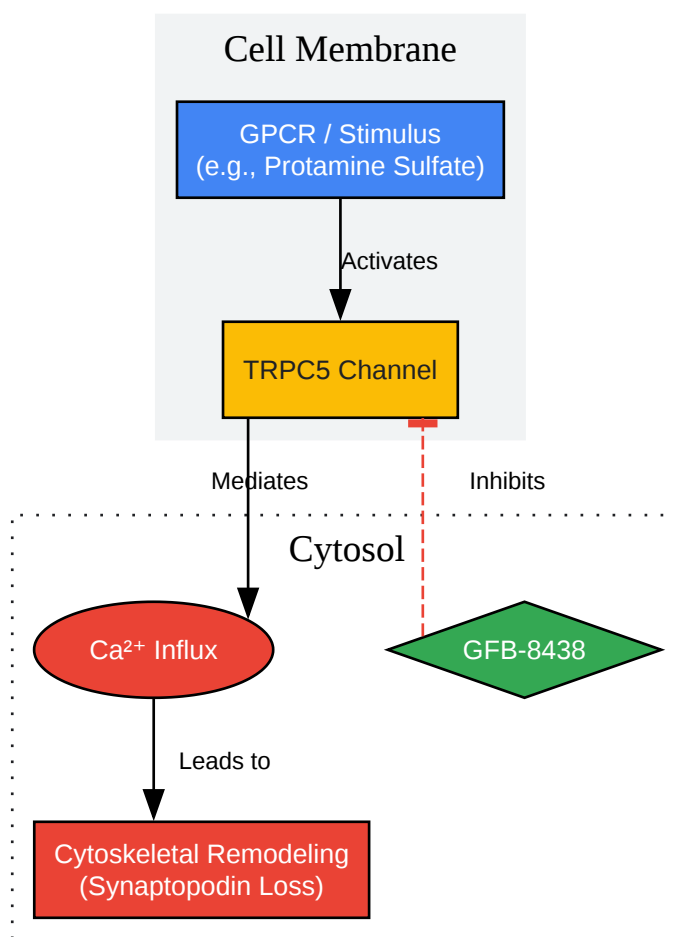 Cell Membrane
GPCR / Stimulus
(e.g., Protamine Sulfate)
Activates
TRPC5 Channel
Mediates
Inhibits
Cytosol
Ca²⁺ Influx
GFB-8438
Leads to
Cytoskeletal Remodeling
(Synaptopodin Loss)